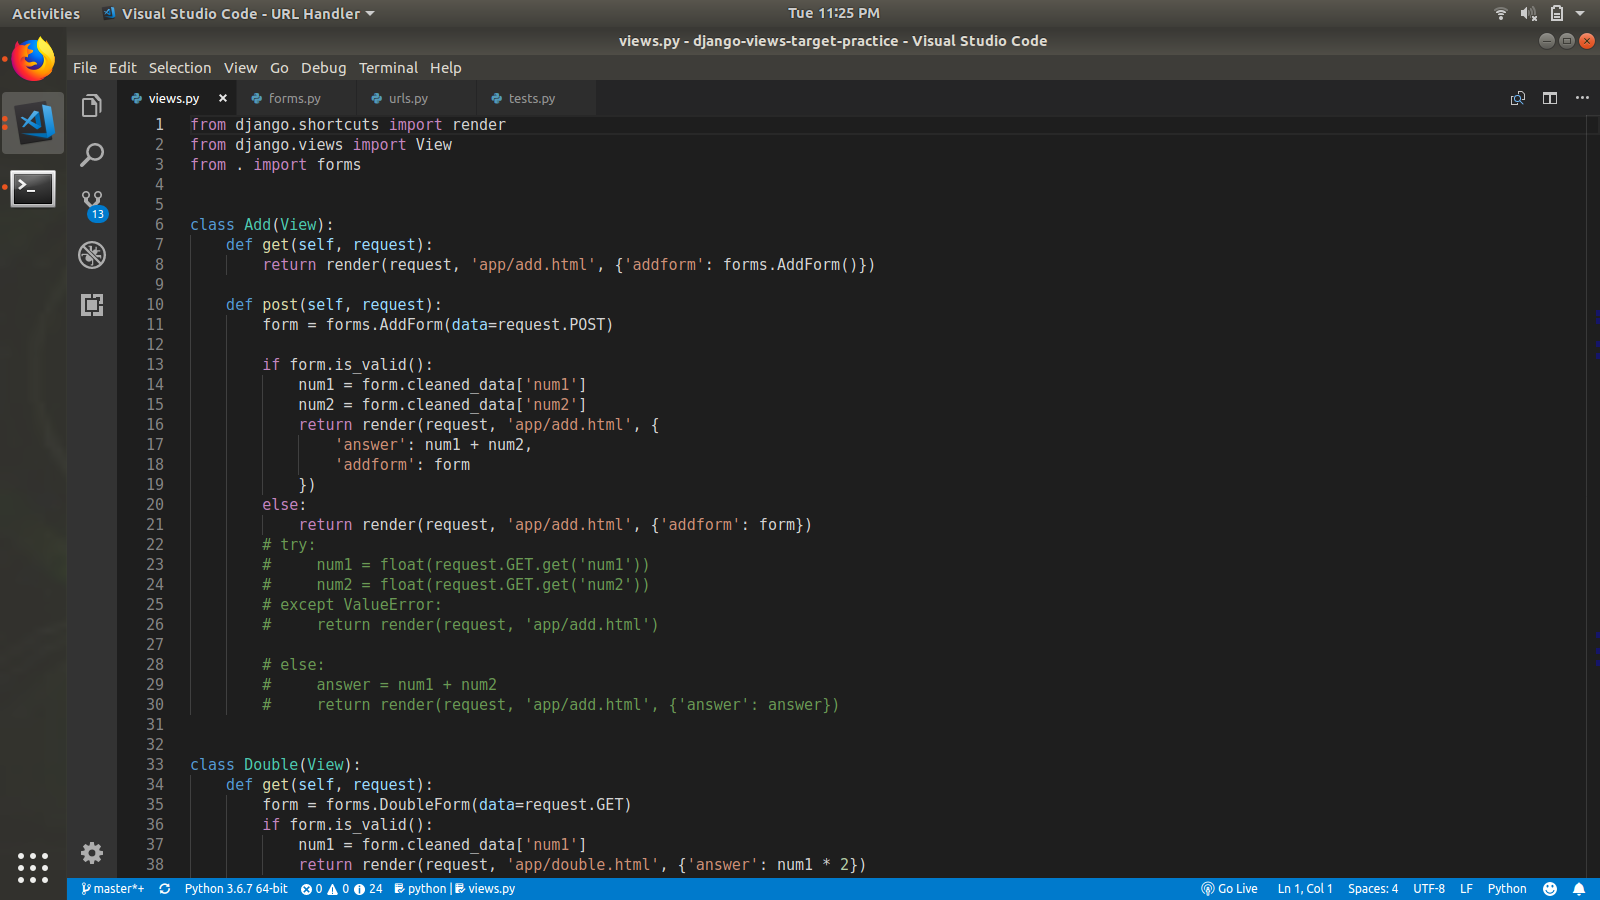 Activities
Visual Studio Code - URL Handler
Tue 11:25 PM
views.py - django-views-target-practice - Visual Studio Code
File Edit Selection View Go Debug Terminal Help
views.py × forms.py urls.py tests.py
1 from django.shortcuts import render
2 from django.views import View
3 from . import forms
4
5
6 class Add(View):
7     def get(self, request):
8         return render(request, 'app/add.html', {'addform': forms.AddForm()})
9
10     def post(self, request):
11         form = forms.AddForm(data=request.POST)
12
13         if form.is_valid():
14             num1 = form.cleaned_data['num1']
15             num2 = form.cleaned_data['num2']
16             return render(request, 'app/add.html', {
17                 'answer': num1 + num2,
18                 'addform': form
19             })
20         else:
21             return render(request, 'app/add.html', {'addform': form})
22         # try:
23         #     num1 = float(request.GET.get('num1'))
24         #     num2 = float(request.GET.get('num2'))
25         # except ValueError:
26         #     return render(request, 'app/add.html')
27
28         # else:
29         #     answer = num1 + num2
30         #     return render(request, 'app/add.html', {'answer': answer})
31
32
33 class Double(View):
34     def get(self, request):
35         form = forms.DoubleForm(data=request.GET)
36         if form.is_valid():
37             num1 = form.cleaned_data['num1']
38             return render(request, 'app/double.html', {'answer': num1 * 2})
13
master*+ Python 3.6.7 64-bit 0 0 24 python | views.py Go Live Ln 1, Col 1 Spaces: 4 UTF-8 LF Python